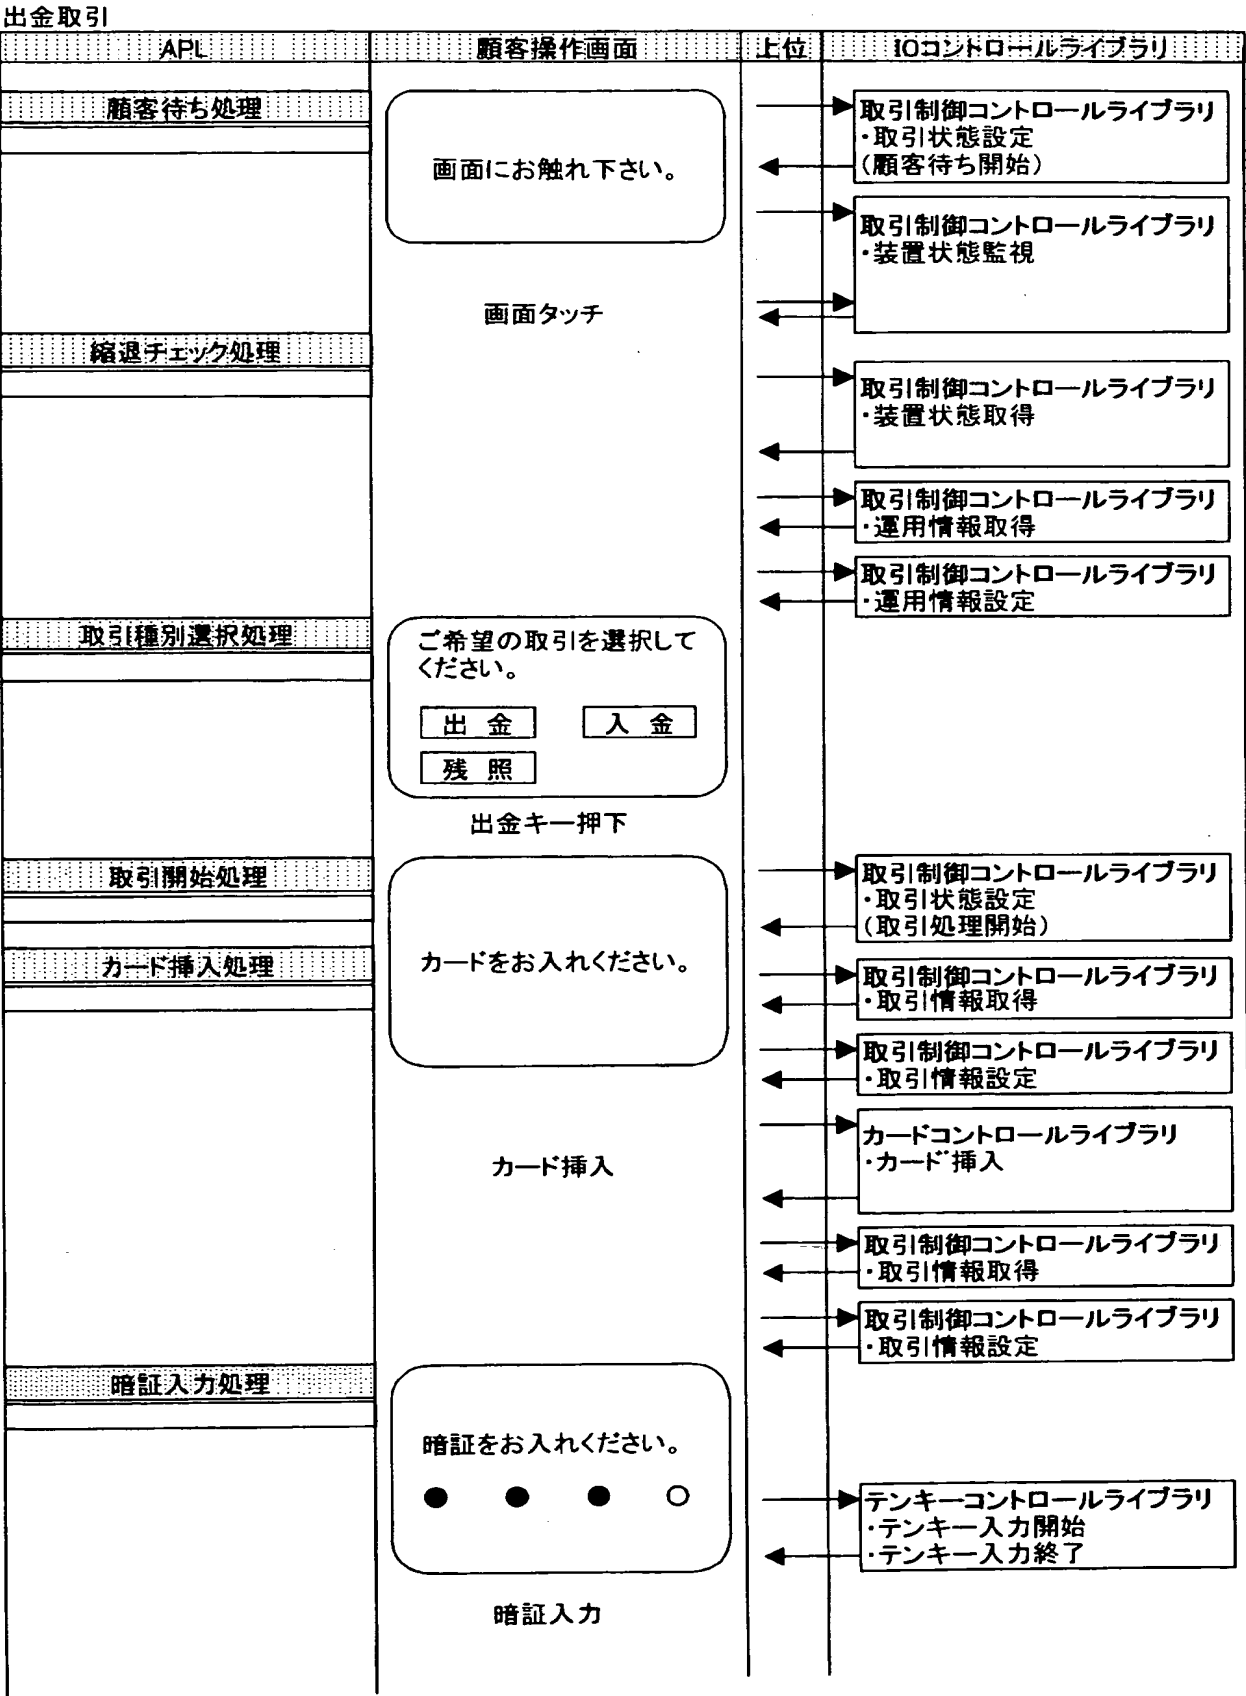 出金取引
APL 顧客操作画面 上位 IOコントロールライブラリ
顧客待ち処理
画面にお触れ下さい。
取引制御コントロールライブラリ
・取引状態設定
(顧客待ち開始)
取引制御コントロールライブラリ
・装置状態監視
画面タッチ
縮退チェック処理
取引制御コントロールライブラリ
・装置状態取得
取引制御コントロールライブラリ
・運用情報取得
取引制御コントロールライブラリ
・運用情報設定
取引種別選択処理
ご希望の取引を選択して
ください。
出 金 入 金
残 照
出金キー押下
取引開始処理
取引制御コントロールライブラリ
・取引状態設定
(取引処理開始)
カード挿入処理
カードをお入れください。
取引制御コントロールライブラリ
・取引情報取得
取引制御コントロールライブラリ
・取引情報設定
カードコントロールライブラリ
・カード挿入
カード挿入
取引制御コントロールライブラリ
・取引情報取得
取引制御コントロールライブラリ
・取引情報設定
暗証入力処理
暗証をお入れください。
テンキーコントロールライブラリ
・テンキー入力開始
・テンキー入力終了
暗証入力